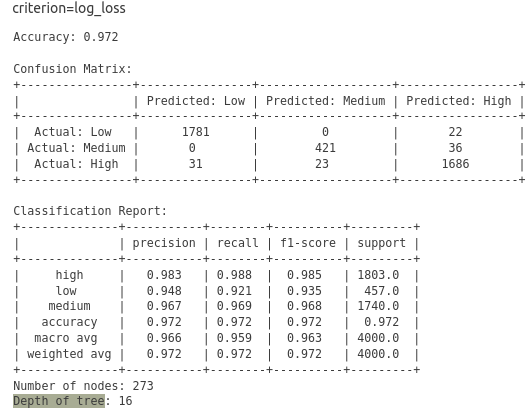 criterion=log_loss
Accuracy: 0.972
Confusion Matrix:
+---------------+----------------+-------------------+-----------------+
|               | Predicted: Low | Predicted: Medium | Predicted: High |
+---------------+----------------+-------------------+-----------------+
|  Actual: Low  |      1781      |         0         |       22        |
| Actual: Medium |       0        |        421        |       36        |
|  Actual: High |       31       |        23         |      1686       |
+---------------+----------------+-------------------+-----------------+
Classification Report:
+--------------+-----------+--------+----------+---------+
|              | precision | recall | f1-score | support |
+--------------+-----------+--------+----------+---------+
|     high     |   0.983   | 0.988  |  0.985   | 1803.0  |
|     low      |   0.948   | 0.921  |  0.935   |  457.0  |
|    medium    |   0.967   | 0.969  |  0.968   | 1740.0  |
|   accuracy   |   0.972   | 0.972  |  0.972   |  0.972  |
|  macro avg   |   0.966   | 0.959  |  0.963   | 4000.0  |
| weighted avg |   0.972   | 0.972  |  0.972   | 4000.0  |
+--------------+-----------+--------+----------+---------+
Number of nodes: 273
Depth of tree: 16